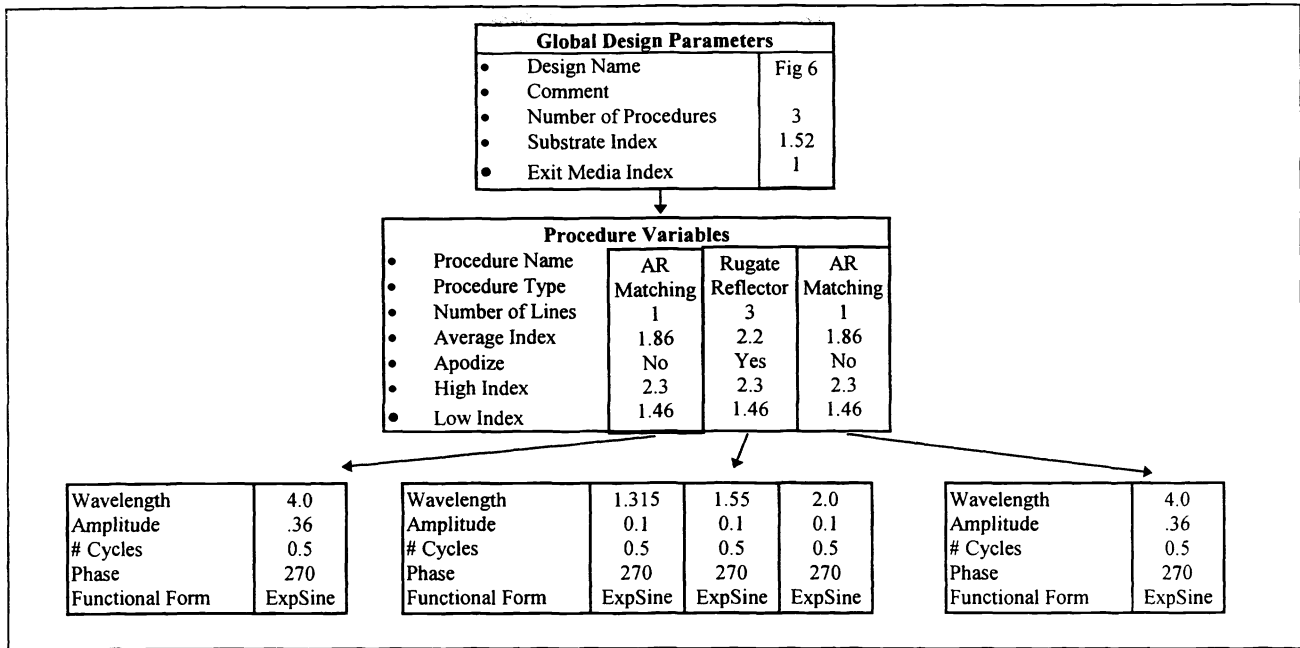 Global Design Parameters
• Design Name Fig 6
• Comment
• Number of Procedures 3
• Substrate Index 1.52
• Exit Media Index 1
Procedure Variables
• Procedure Name AR Rugate AR
• Procedure Type Matching Reflector Matching
• Number of Lines 1 3 1
• Average Index 1.86 2.2 1.86
• Apodize No Yes No
• High Index 2.3 2.3 2.3
• Low Index 1.46 1.46 1.46
Wavelength 4.0
Amplitude .36
# Cycles 0.5
Phase 270
Functional Form ExpSine
Wavelength 1.315 1.55 2.0
Amplitude 0.1 0.1 0.1
# Cycles 0.5 0.5 0.5
Phase 270 270 270
Functional Form ExpSine ExpSine ExpSine
Wavelength 4.0
Amplitude .36
# Cycles 0.5
Phase 270
Functional Form ExpSine